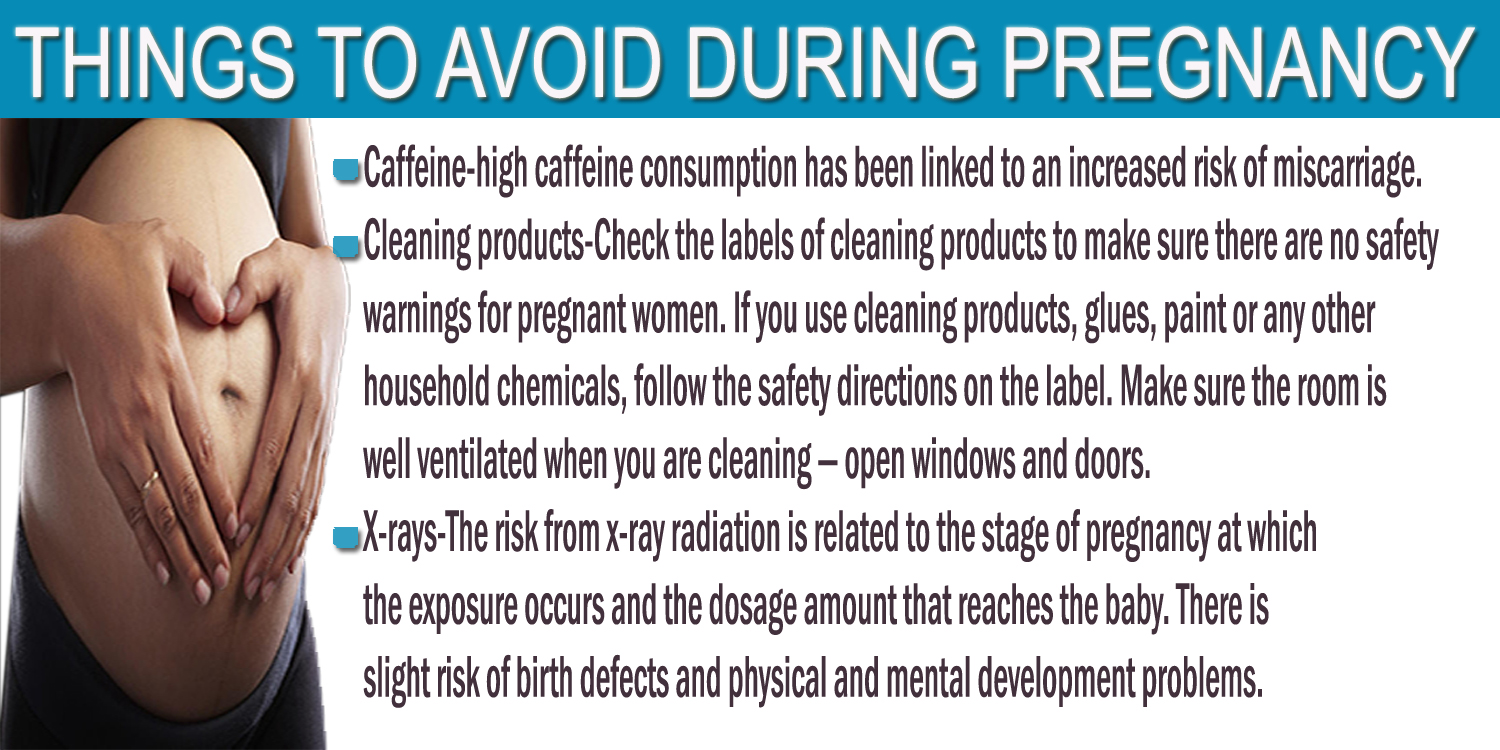 THINGS TO AVOID DURING PREGNANCY
Caffeine-high caffeine consumption has been linked to an increased risk of miscarriage.
Cleaning products-Check the labels of cleaning products to make sure there are no safety
warnings for pregnant women. If you use cleaning products, glues, paint or any other
household chemicals, follow the safety directions on the label. Make sure the room is
well ventilated when you are cleaning – open windows and doors.
X-rays-The risk from x-ray radiation is related to the stage of pregnancy at which
the exposure occurs and the dosage amount that reaches the baby. There is
slight risk of birth defects and physical and mental development problems.